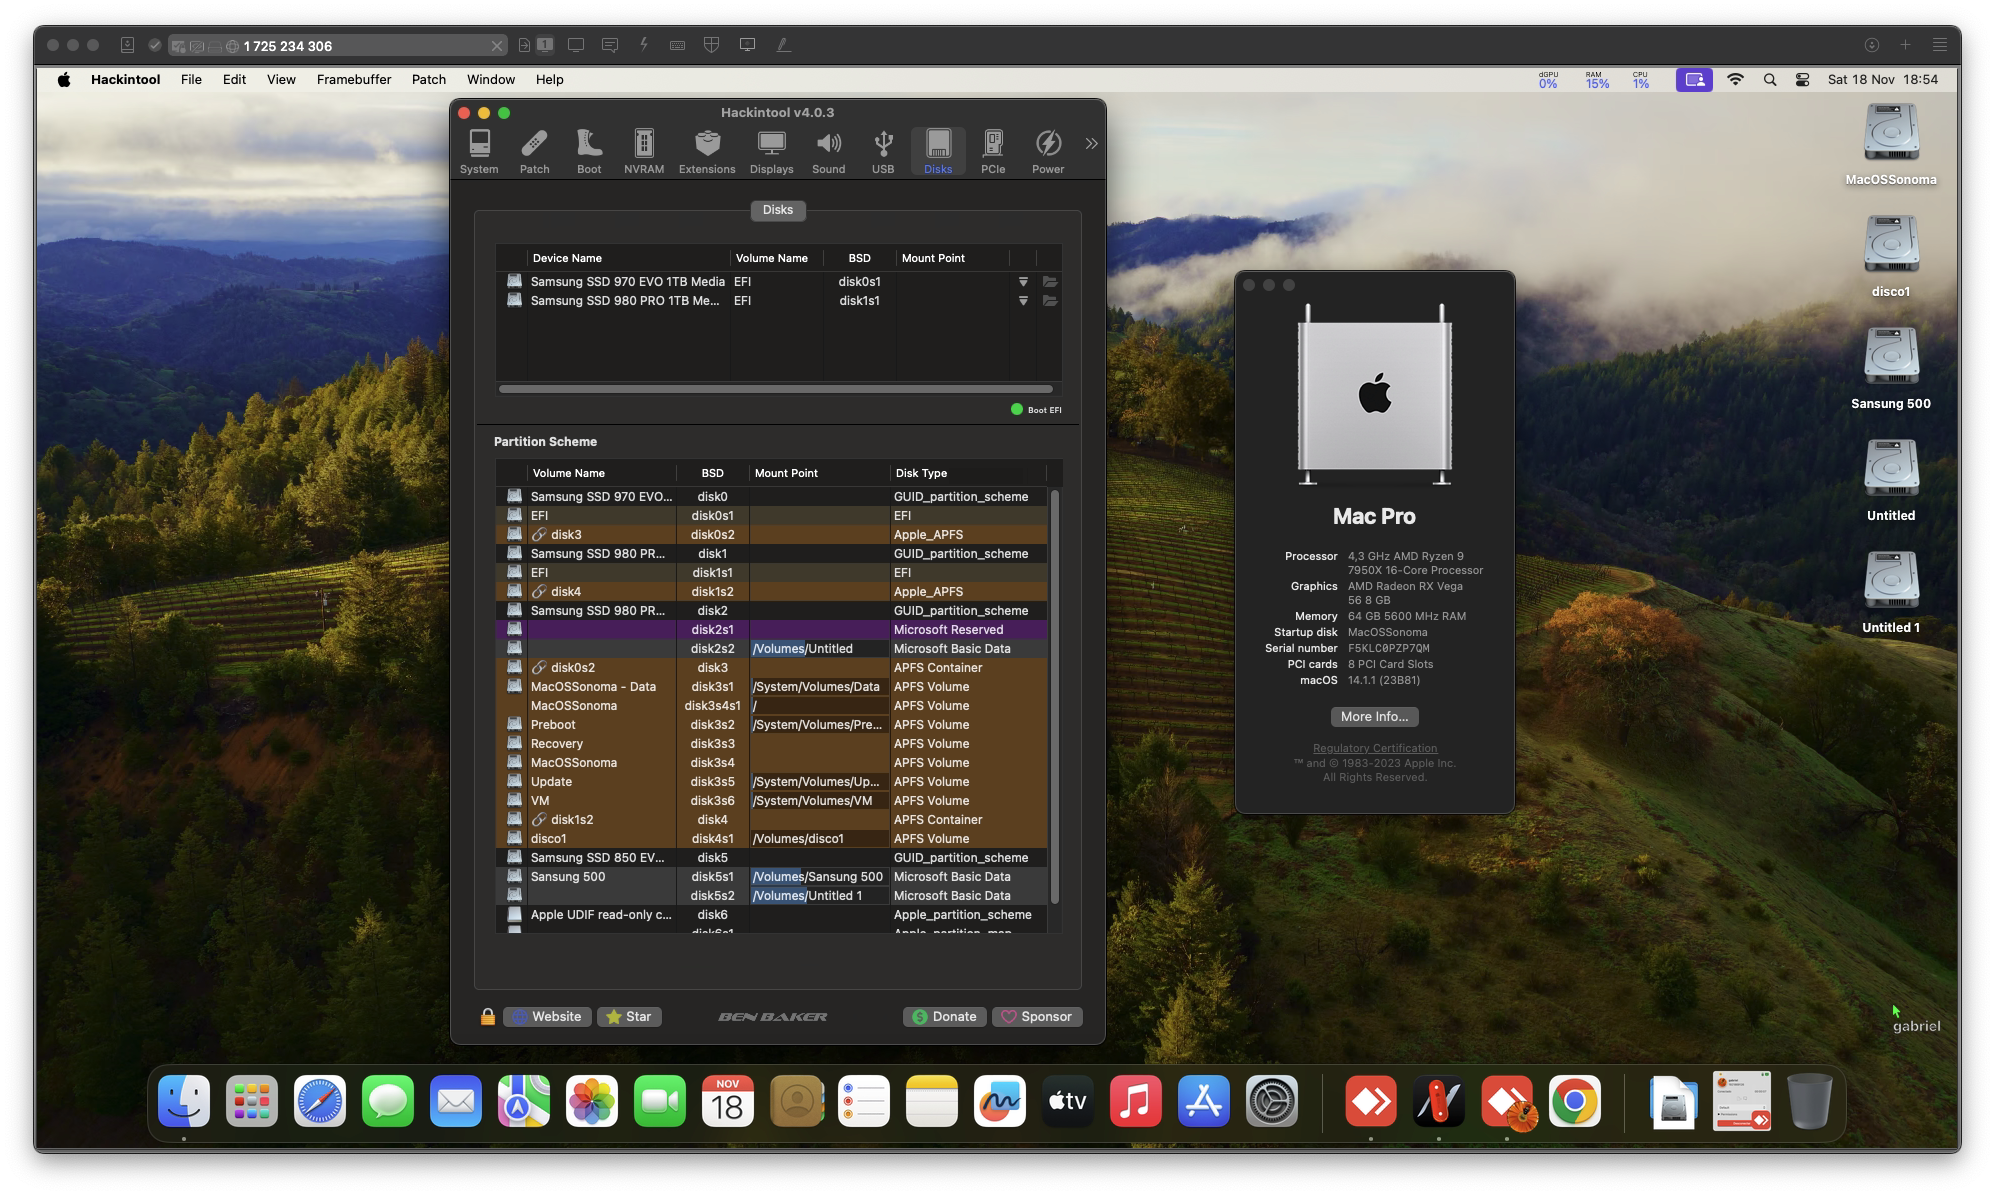 1 725 234 306
1
Hackintool File Edit View Framebuffer Patch Window Help
dGPU 0% RAM 15% CPU 1% Sat 18 Nov 18:54
Hackintool v4.0.3
System Patch Boot NVRAM Extensions Displays Sound USB Disks PCIe Power
Disks
Device Name Volume Name BSD Mount Point
Samsung SSD 970 EVO 1TB Media EFI disk0s1
Samsung SSD 980 PRO 1TB Me... EFI disk1s1
Boot EFI
Partition Scheme
Volume Name BSD Mount Point Disk Type
Samsung SSD 970 EVO... disk0 GUID_partition_scheme
EFI disk0s1 EFI
disk3 disk0s2 Apple_APFS
Samsung SSD 980 PR... disk1 GUID_partition_scheme
EFI disk1s1 EFI
disk4 disk1s2 Apple_APFS
Samsung SSD 980 PR... disk2 GUID_partition_scheme
disk2s1 Microsoft Reserved
disk2s2 /Volumes/Untitled Microsoft Basic Data
disk0s2 disk3 APFS Container
MacOSSonoma - Data disk3s1 /System/Volumes/Data APFS Volume
MacOSSonoma disk3s4s1 / APFS Volume
Preboot disk3s2 /System/Volumes/Pre... APFS Volume
Recovery disk3s3 APFS Volume
MacOSSonoma disk3s4 APFS Volume
Update disk3s5 /System/Volumes/Up... APFS Volume
VM disk3s6 /System/Volumes/VM APFS Volume
disk1s2 disk4 APFS Container
disco1 disk4s1 /Volumes/disco1 APFS Volume
Samsung SSD 850 EV... disk5 GUID_partition_scheme
Sansung 500 disk5s1 /Volumes/Sansung 500 Microsoft Basic Data
disk5s2 /Volumes/Untitled 1 Microsoft Basic Data
Apple UDIF read-only c... disk6 Apple_partition_scheme
disk6s1 Apple_partition_map
Website Star BEN BAKER Donate Sponsor
Mac Pro
Processor 4,3 GHz AMD Ryzen 9
7950X 16-Core Processor
Graphics AMD Radeon RX Vega
56 8 GB
Memory 64 GB 5600 MHz RAM
Startup disk MacOSSonoma
Serial number F5KLC0PZP7QM
PCI cards 8 PCI Card Slots
macOS 14.1.1 (23B81)
More Info...
Regulatory Certification
™ and © 1983-2023 Apple Inc.
All Rights Reserved.
MacOSSonoma
disco1
Sansung 500
Untitled
Untitled 1
gabriel
NOV
18
tv